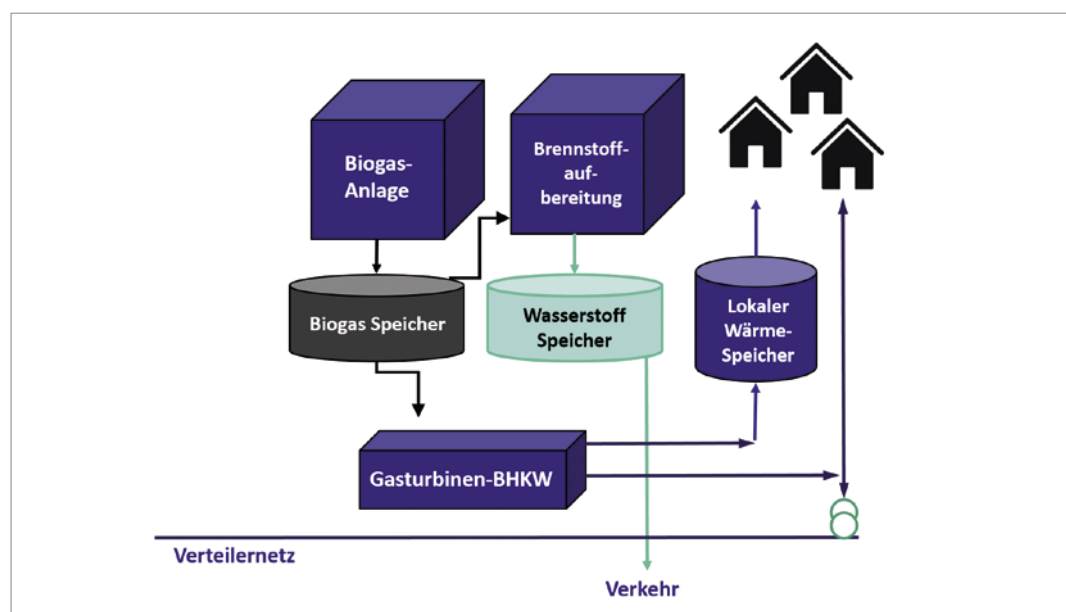 Biogas-
Anlage
Brennstoff-
auf-
bereitung
Biogas Speicher
Wasserstoff
Speicher
Lokaler
Wärme-
Speicher
Gasturbinen-BHKW
Verteilernetz
Verkehr